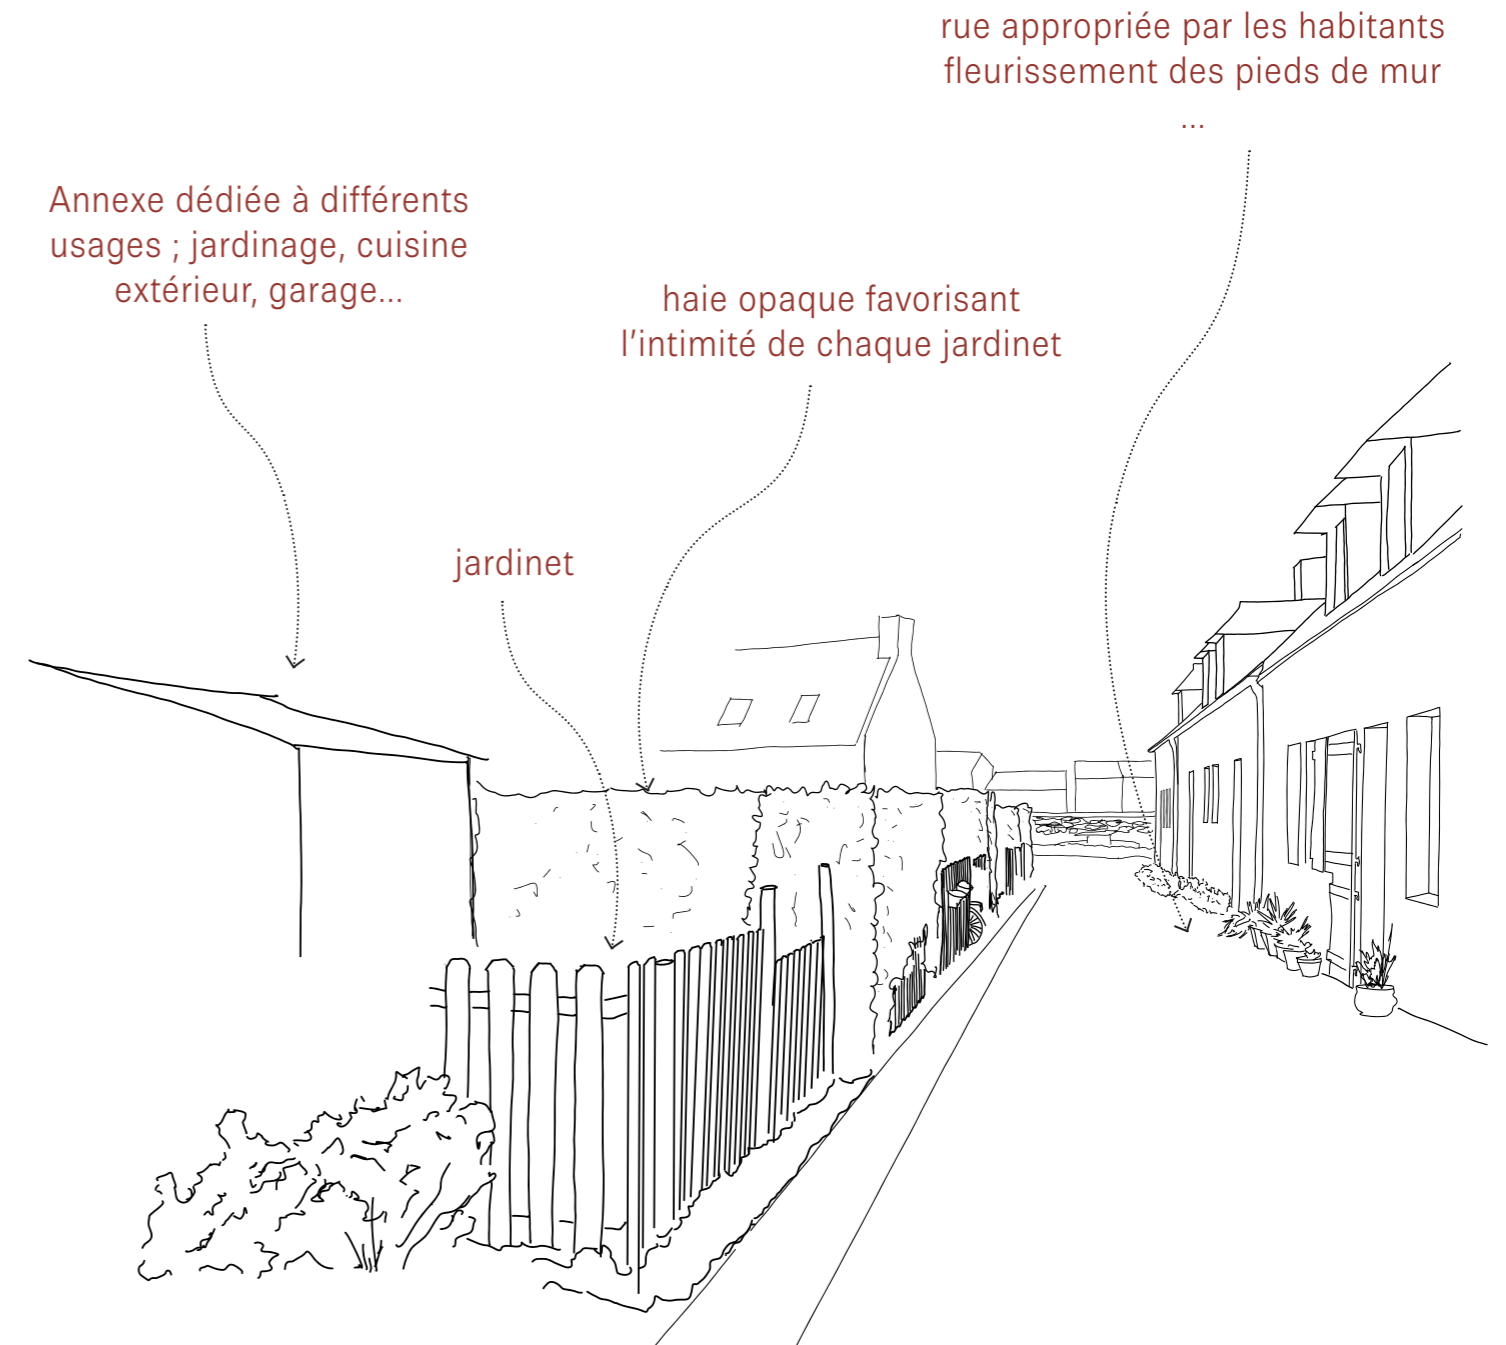 rue appropriée par les habitants
fleurissement des pieds de mur
...
Annexe dédiée à différents
usages ; jardinage, cuisine
extérieur, garage...
haie opaque favorisant
l’intimité de chaque jardinet
jardinet